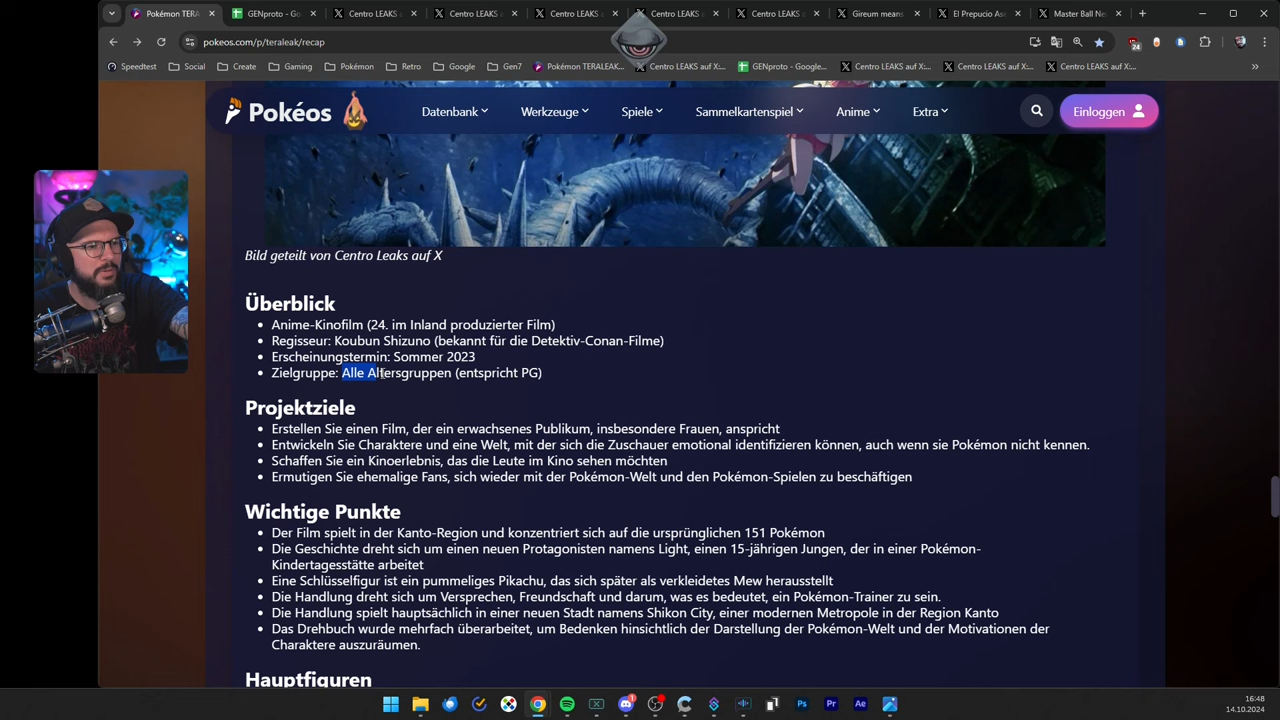 Pokémon TERA
GENproto - Go
Centro LEAKS a
Centro LEAKS
Centro LEAKS
LEAKS a
Centro LEAKS
Gireum means
El Prepucio As
Master Ball Ne
pokeos.com/p/teraleak/recap
24
Speedtest
Social
Create
Gaming
Pokémon
Retro
Google
Gen7
Pokémon TERALEAK...
Centro LEAKS auf X:...
GENproto - Google...
Centro LEAKS auf X:...
Centro LEAKS auf X:...
Centro LEAKS auf X:...
Pokéos
Datenbank
Werkzeuge
Spiele
Sammelkartenspiel
Anime
Extra
Einloggen
Bild geteilt von Centro Leaks auf X
Überblick
• Anime-Kinofilm (24. im Inland produzierter Film)
• Regisseur: Koubun Shizuno (bekannt für die Detektiv-Conan-Filme)
• Erscheinungstermin: Sommer 2023
• Zielgruppe: Alle Altersgruppen (entspricht PG)
Projektziele
• Erstellen Sie einen Film, der ein erwachsenes Publikum, insbesondere Frauen, anspricht
• Entwickeln Sie Charaktere und eine Welt, mit der sich die Zuschauer emotional identifizieren können, auch wenn sie Pokémon nicht kennen.
• Schaffen Sie ein Kinoerlebnis, das die Leute im Kino sehen möchten
• Ermutigen Sie ehemalige Fans, sich wieder mit der Pokémon-Welt und den Pokémon-Spielen zu beschäftigen
Wichtige Punkte
• Der Film spielt in der Kanto-Region und konzentriert sich auf die ursprünglichen 151 Pokémon
• Die Geschichte dreht sich um einen neuen Protagonisten namens Light, einen 15-jährigen Jungen, der in einer Pokémon-
Kindertagesstätte arbeitet
• Eine Schlüsselfigur ist ein pummeliges Pikachu, das sich später als verkleidetes Mew herausstellt
• Die Handlung dreht sich um Versprechen, Freundschaft und darum, was es bedeutet, ein Pokémon-Trainer zu sein.
• Die Handlung spielt hauptsächlich in einer neuen Stadt namens Shikon City, einer modernen Metropole in der Region Kanto
• Das Drehbuch wurde mehrfach überarbeitet, um Bedenken hinsichtlich der Darstellung der Pokémon-Welt und der Motivationen der
Charaktere auszuräumen.
Hauptfiguren
1
Ps
Pr
Ae
16:48
14.10.2024